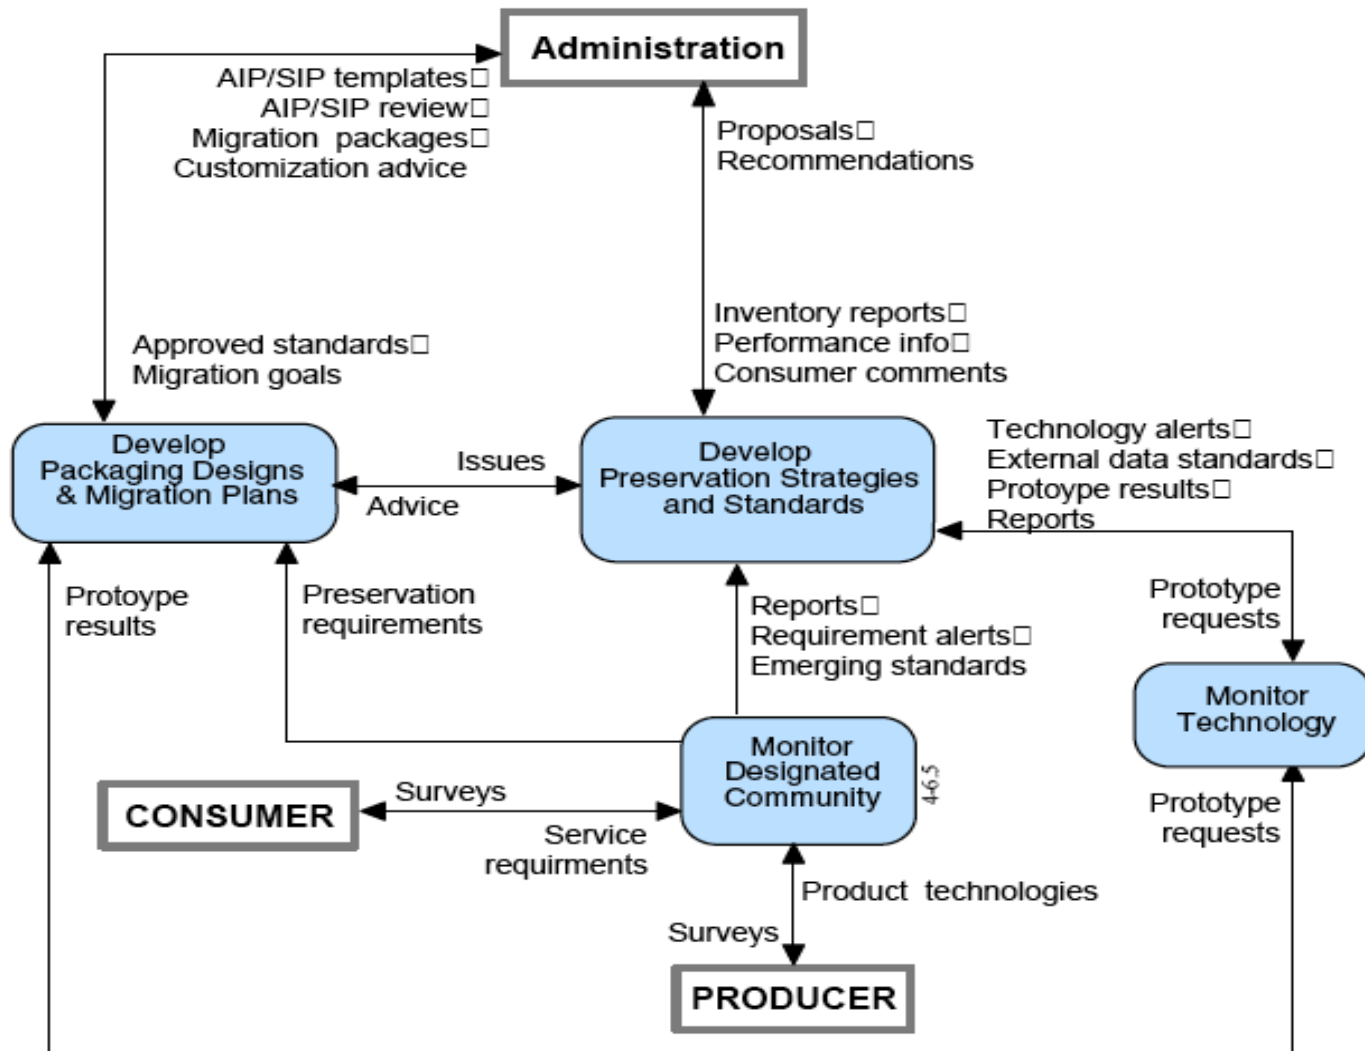 Administration
AIP/SIP templates□
AIP/SIP review□
Migration packages□
Customization advice
Proposals□
Recommendations
Inventory reports□
Performance info□
Consumer comments
Approved standards□
Migration goals
Develop
Packaging Designs
& Migration Plans
Issues
Advice
Develop
Preservation Strategies
and Standards
Technology alerts□
External data standards□
Protoype results□
Reports
Protoype
results
Preservation
requirements
Reports□
Requirement alerts□
Emerging standards
Prototype
requests
Monitor
Technology
Monitor
Designated
Community
4-6.5
Prototype
requests
CONSUMER
Surveys
Service
requirments
Product technologies
Surveys
PRODUCER